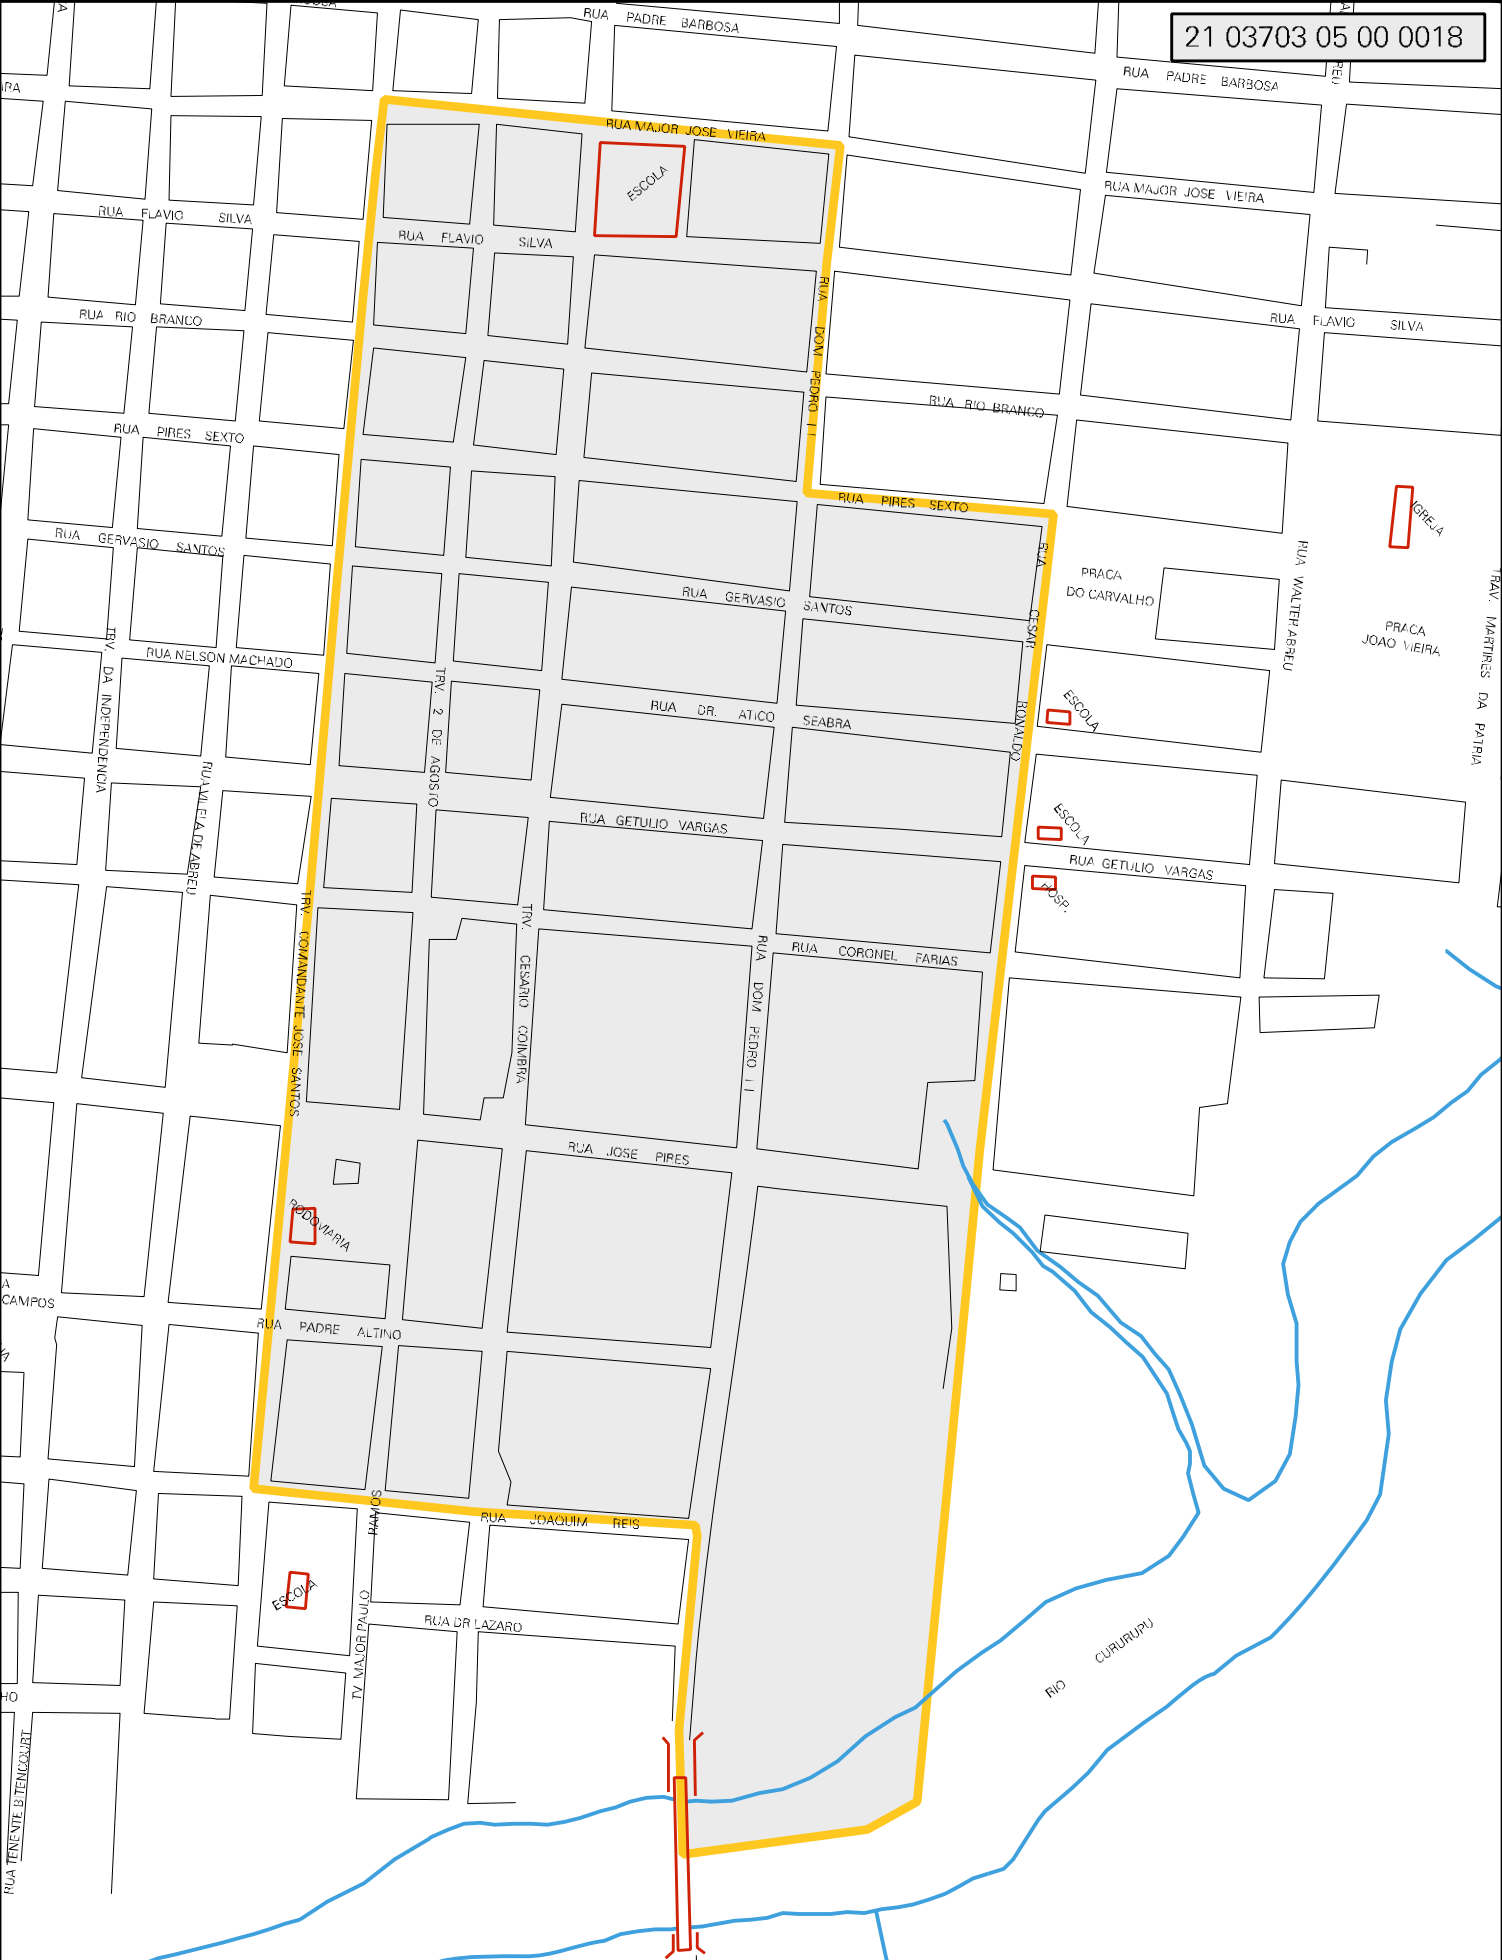 RUA PADRE BARBOSA
21 03703 05 00 0018
RUA PADRE BARBOSA
RUA MAJOR JOSE VIEIRA
ESCOLA
RUA MAJOR JOSE VIEIRA
RUA FLAVIO SILVA
RUA FLAVIO SILVA
RUA DOM PEDRO II
RUA RIO BRANCO
RUA FLAVIO SILVA
RUA RIO BRANCO
RUA PIRES SEXTO
RUA PIRES SEXTO
IGREJA
RUA GERVASIO SANTOS
PRACA
DO CARVALHO
RUA WALTER ABREU
RUA CESAR RONALDO
RUA GERVASIO SANTOS
PRACA
JOAO VIEIRA
TRAV. MARTIRES DA PATRIA
RUA NELSON MACHADO
TRV. DA INDEPENDENCIA
TRV. 2 DE AGOSTO
RUA DR. ATICO SEABRA
ESCOLA
RUA VILELA DE ABREU
RUA GETULIO VARGAS
ESCOLA
RUA GETULIO VARGAS
HOSP.
TRV. COMANDANTE JOSE SANTOS
TRV. CESARIO COIMBRA
RUA DOM PEDRO II
RUA CORONEL FARIAS
RUA JOSE PIRES
RODOVIARIA
CAMPOS
RUA PADRE ALTINO
RUA JOAQUIM REIS
ESCOLA
TV MAJOR PAULO RAMOS
RUA DR LAZARO
RIO CURURUPU
RUA TENENTE BITENCOURT